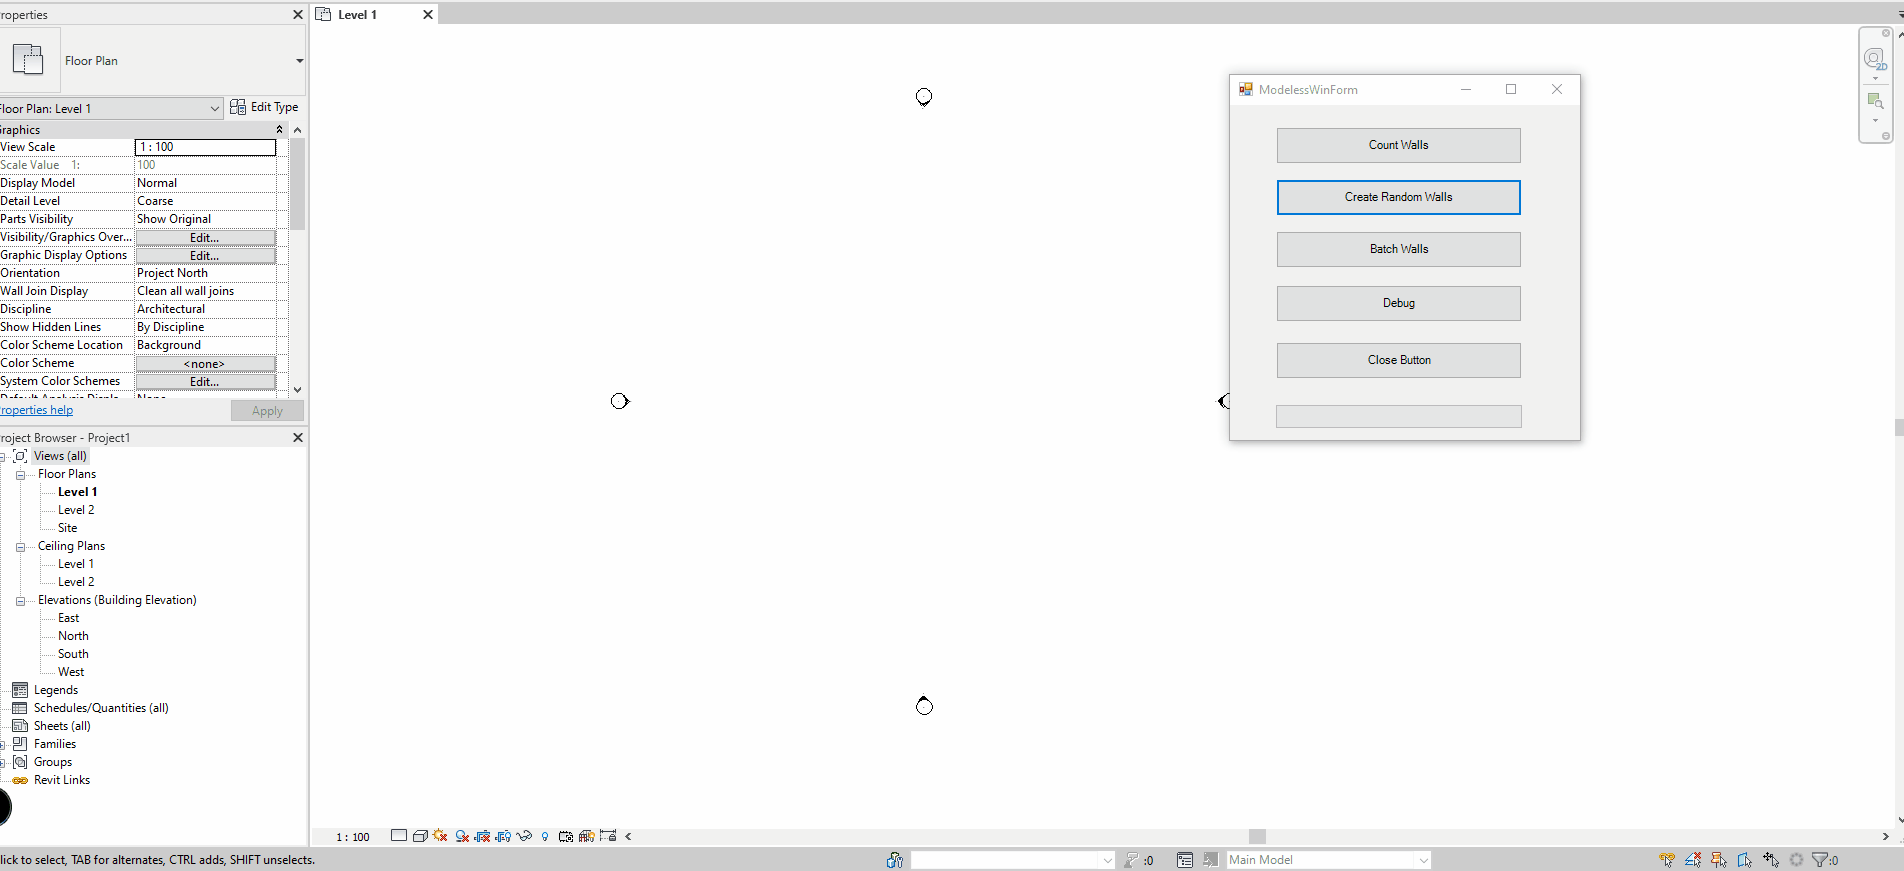 roperties
Floor Plan
loor Plan: Level 1
Edit Type
raphics
View Scale 1 : 100
Scale Value 1: 100
Display Model Normal
Detail Level Coarse
Parts Visibility Show Original
Visibility/Graphics Over... Edit...
Graphic Display Options Edit...
Orientation Project North
Wall Join Display Clean all wall joins
Discipline Architectural
Show Hidden Lines By Discipline
Color Scheme Location Background
Color Scheme <none>
System Color Schemes Edit...
roperties help
Apply
roject Browser - Project1
Views (all)
Floor Plans
Level 1
Level 2
Site
Ceiling Plans
Level 1
Level 2
Elevations (Building Elevation)
East
North
South
West
Legends
Schedules/Quantities (all)
Sheets (all)
Families
Groups
Revit Links
Level 1
ModelessWinForm
Count Walls
Create Random Walls
Batch Walls
Debug
Close Button
2D
1 : 100
lick to select, TAB for alternates, CTRL adds, SHIFT unselects.
:0
Main Model
:0